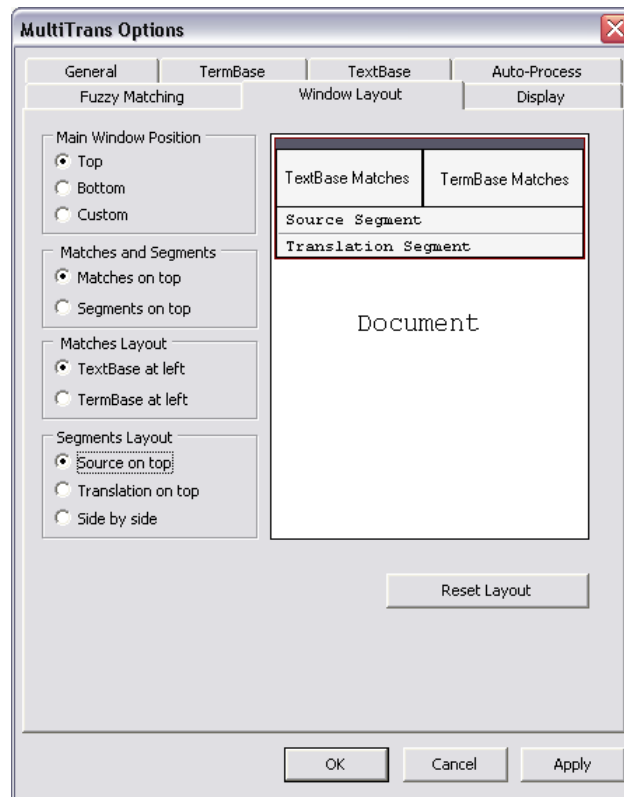 MultiTrans Options
General TermBase TextBase Auto-Process
Fuzzy Matching Window Layout Display
Main Window Position
Top
Bottom
Custom
Matches and Segments
Matches on top
Segments on top
Matches Layout
TextBase at left
TermBase at left
Segments Layout
Source on top
Translation on top
Side by side
TextBase Matches TermBase Matches
Source Segment
Translation Segment
Document
Reset Layout
OK Cancel Apply